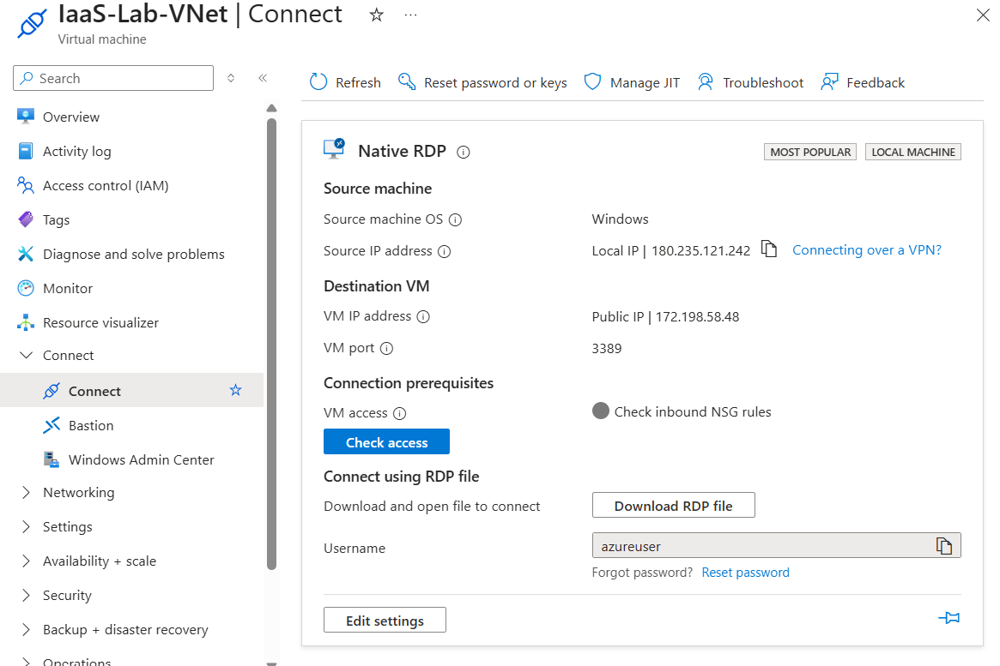 IaaS-Lab-VNet | Connect ☆ ...
Virtual machine
Search
Overview
Activity log
Access control (IAM)
Tags
Diagnose and solve problems
Monitor
Resource visualizer
Connect
Connect
Bastion
Windows Admin Center
Networking
Settings
Availability + scale
Security
Backup + disaster recovery
Operations
Refresh Reset password or keys Manage JIT Troubleshoot Feedback
Native RDP MOST POPULAR LOCAL MACHINE
Source machine
Source machine OS Windows
Source IP address Local IP | 180.235.121.242 Connecting over a VPN?
Destination VM
VM IP address Public IP | 172.198.58.48
VM port 3389
Connection prerequisites
VM access Check inbound NSG rules
Check access
Connect using RDP file
Download and open file to connect Download RDP file
Username azureuser
Forgot password? Reset password
Edit settings